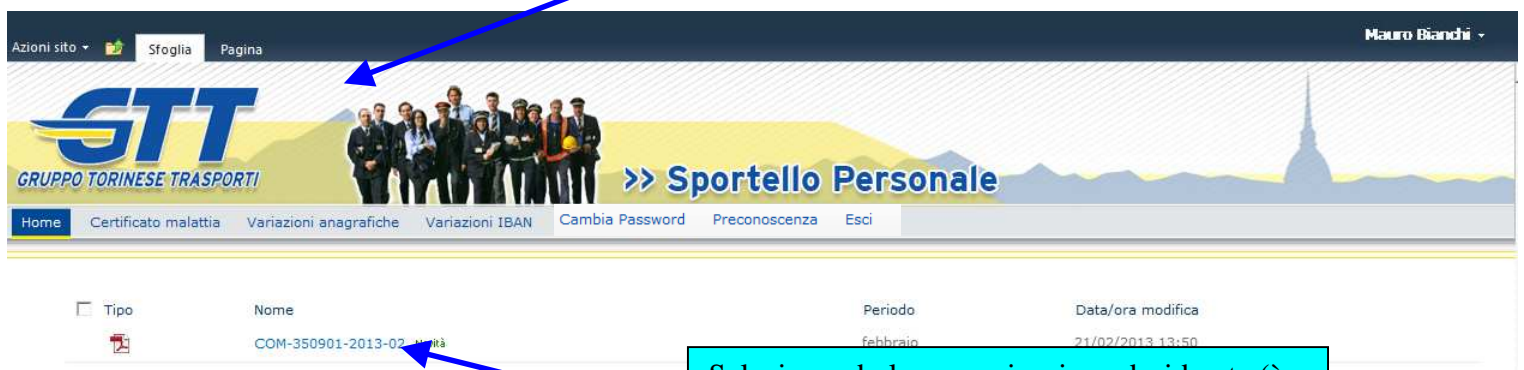 Mauro Bianchi
Azioni sito Sfoglia Pagina
GTT
GRUPPO TORINESE TRASPORTI
>> Sportello Personale
Home Certificato malattia Variazioni anagrafiche Variazioni IBAN Cambia Password Preconoscenza Esci
Tipo Nome Periodo Data/ora modifica
COM-350901-2013-02 febbraio 21/02/2013 13:50